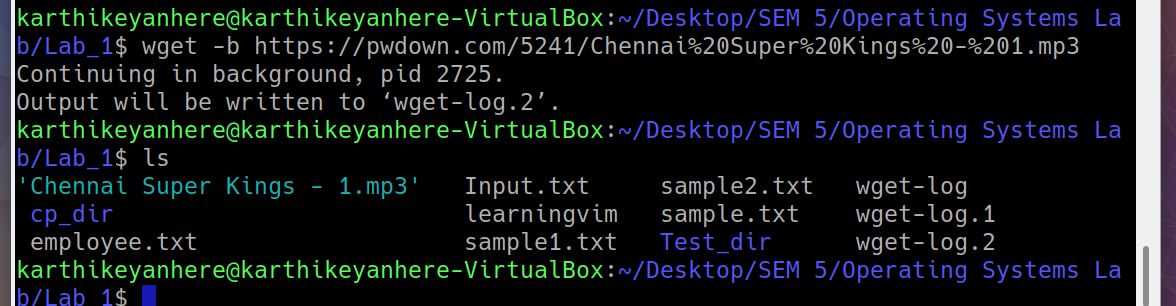 karthikeyanhere@karthikeyanhere-VirtualBox:~/Desktop/SEM 5/Operating Systems La
b/Lab_1$ wget -b https://pwdown.com/5241/Chennai%20Super%20Kings%20-%201.mp3
Continuing in background, pid 2725.
Output will be written to ‘wget-log.2’.
karthikeyanhere@karthikeyanhere-VirtualBox:~/Desktop/SEM 5/Operating Systems La
b/Lab_1$ ls
'Chennai Super Kings - 1.mp3' Input.txt sample2.txt wget-log
cp_dir learningvim sample.txt wget-log.1
employee.txt sample1.txt Test_dir wget-log.2
karthikeyanhere@karthikeyanhere-VirtualBox:~/Desktop/SEM 5/Operating Systems La
b/Lab_1$